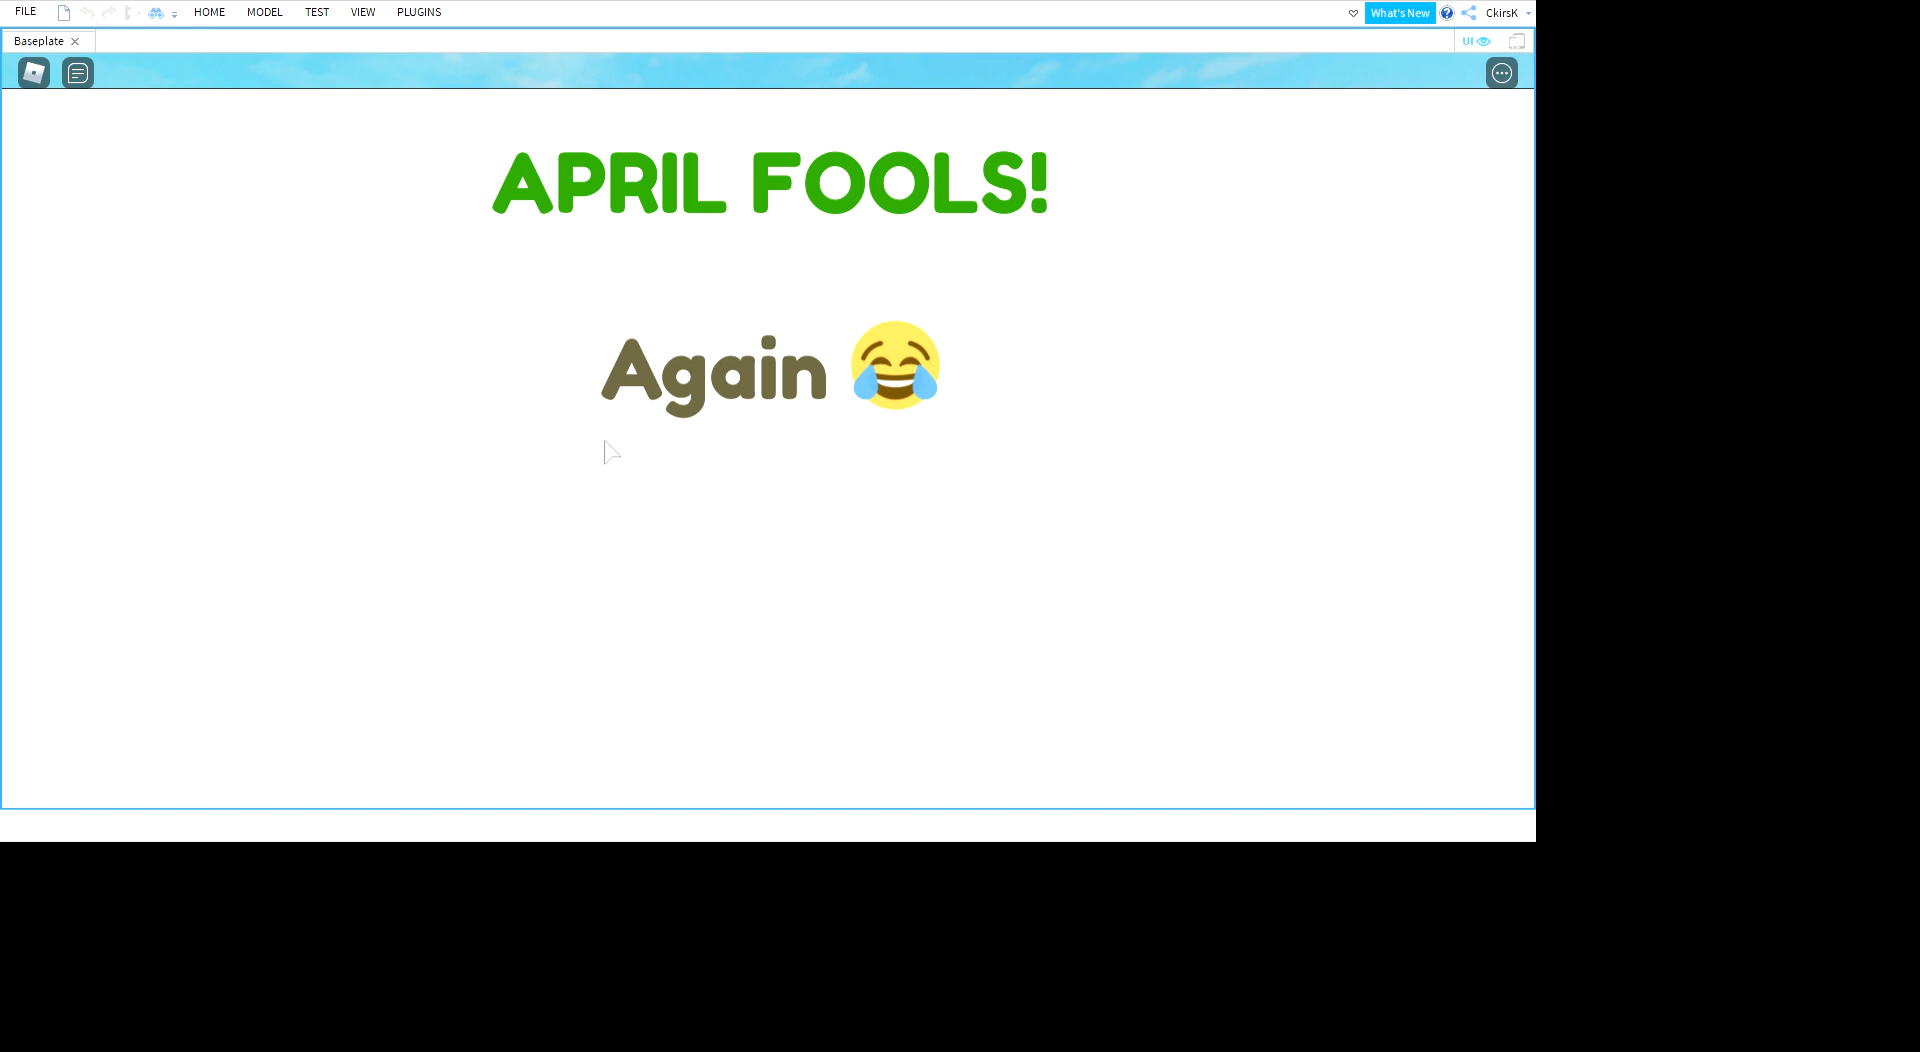 FILE HOME MODEL TEST VIEW PLUGINS What's New CkirsK
Baseplate UI
APRIL FOOLS!
Again 😂